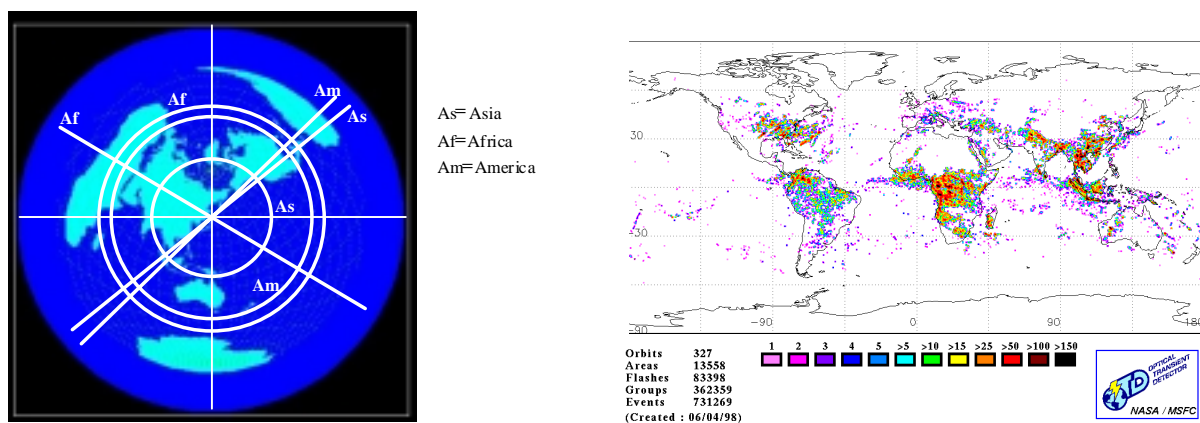 Af
Af
Am
As
As
Am
As=Asia
Af=Africa
Am=America
30
-30
-90
-90
0
90
180
1 2 3 4 5 >5 >10 >15 >25 >50 >100 >150
Orbits 327
Areas 13558
Flashes 83398
Groups 362359
Events 731269
(Created : 06/04/98)
OTD
OPTICAL
TRANSIENT
DETECTOR
NASA / MSFC